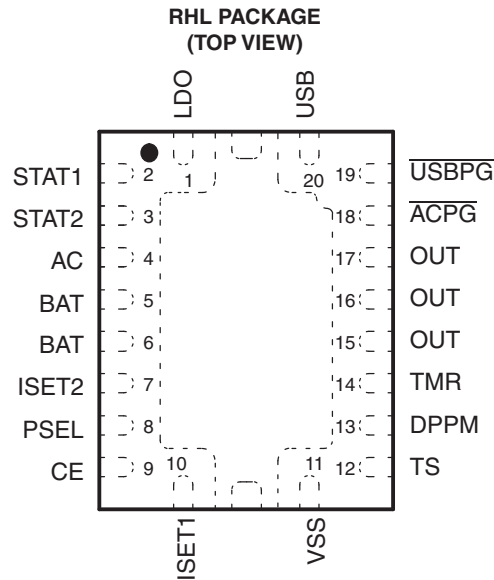 RHL PACKAGE
(TOP VIEW)
LDO
USB
1
20
STAT1 2
19 USBPG
STAT2 3
18 ACPG
AC 4
17 OUT
BAT 5
16 OUT
BAT 6
15 OUT
ISET2 7
14 TMR
PSEL 8
13 DPPM
CE 9
12 TS
10
11
ISET1
VSS